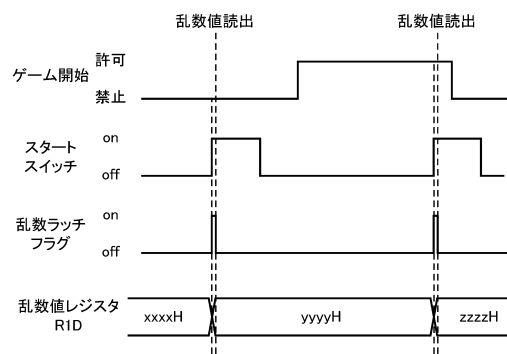 乱数値読出 乱数値読出
ゲーム開始
許可
禁止
スタート
スイッチ
on
off
乱数ラッチ
フラグ
on
off
乱数値レジスタ
R1D
xxxxH yyyyH zzzzH